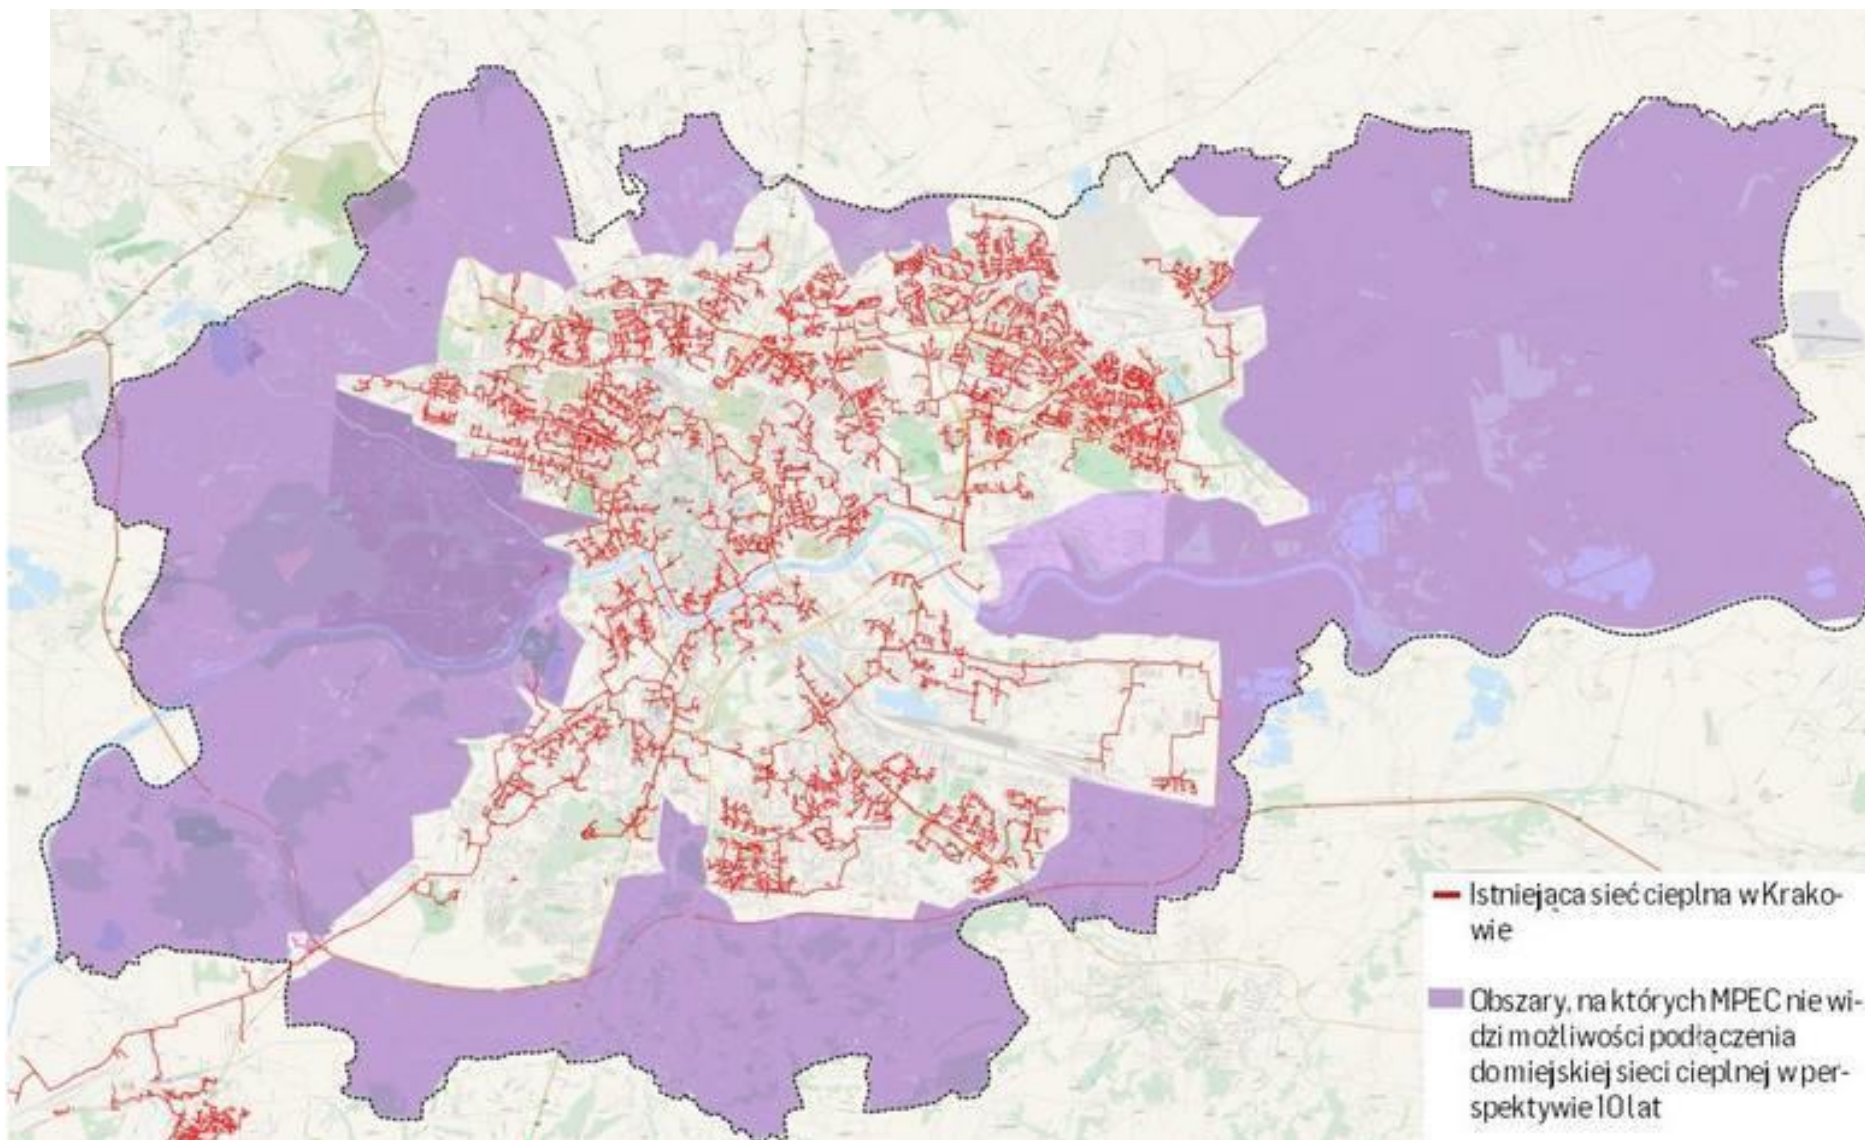 Istniejąca sieć cieplna w Krako-
wie
Obszary, na których MPEC nie wi-
dzi możliwości podłączenia
do miejskiej sieci cieplnej w per-
spektywie 10 lat